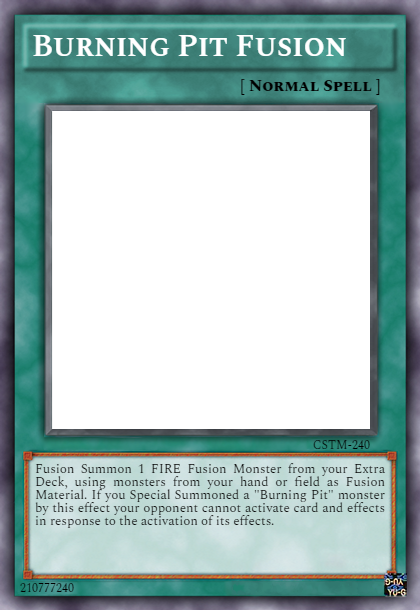 Burning Pit Fusion
[ Normal Spell ]
CSTM-240
Fusion Summon 1 FIRE Fusion Monster from your Extra
Deck, using monsters from your hand or field as Fusion
Material. If you Special Summoned a "Burning Pit" monster
by this effect your opponent cannot activate card and effects
in response to the activation of its effects.
210777240